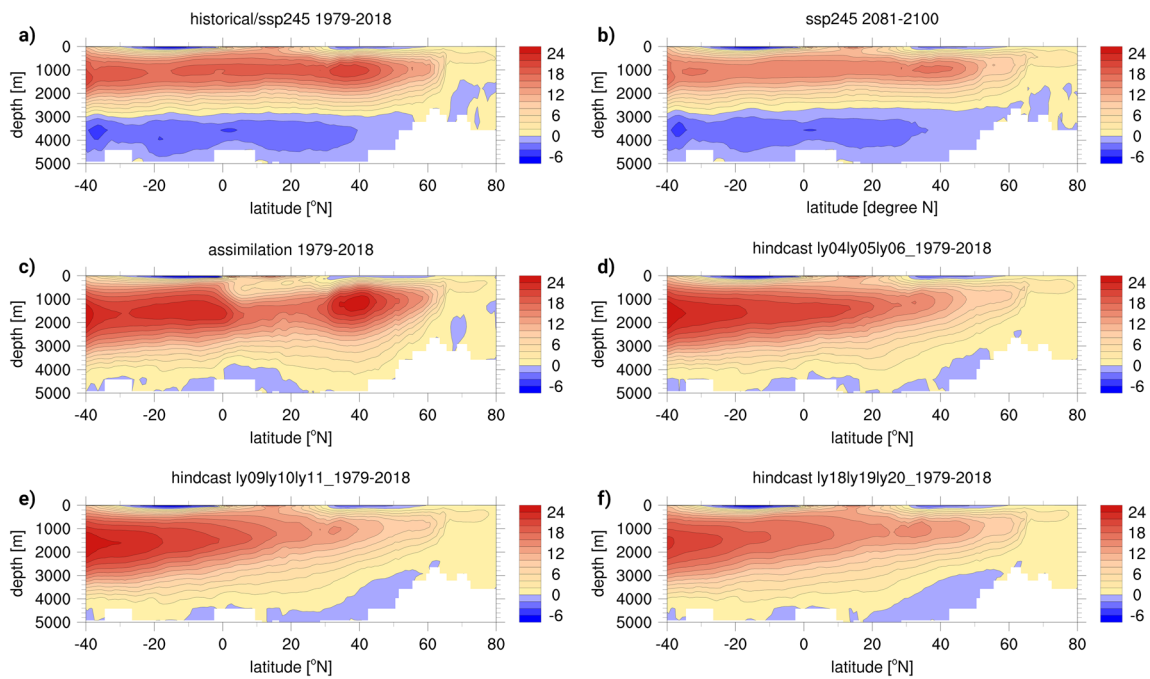 historical/ssp245 1979-2018
a)
0
1000
2000
3000
4000
5000
depth [m]
-40 -20 0 20 40 60 80
latitude [°N]
24
18
12
6
0
-6
ssp245 2081-2100
b)
0
1000
2000
3000
4000
5000
depth [m]
-40 -20 0 20 40 60 80
latitude [degree N]
24
18
12
6
0
-6
assimilation 1979-2018
c)
0
1000
2000
3000
4000
5000
depth [m]
-40 -20 0 20 40 60 80
latitude [°N]
24
18
12
6
0
-6
hindcast ly04ly05ly06_1979-2018
d)
0
1000
2000
3000
4000
5000
depth [m]
-40 -20 0 20 40 60 80
latitude [°N]
24
18
12
6
0
-6
hindcast ly09ly10ly11_1979-2018
e)
0
1000
2000
3000
4000
5000
depth [m]
-40 -20 0 20 40 60 80
latitude [°N]
24
18
12
6
0
-6
hindcast ly18ly19ly20_1979-2018
f)
0
1000
2000
3000
4000
5000
depth [m]
-40 -20 0 20 40 60 80
latitude [°N]
24
18
12
6
0
-6